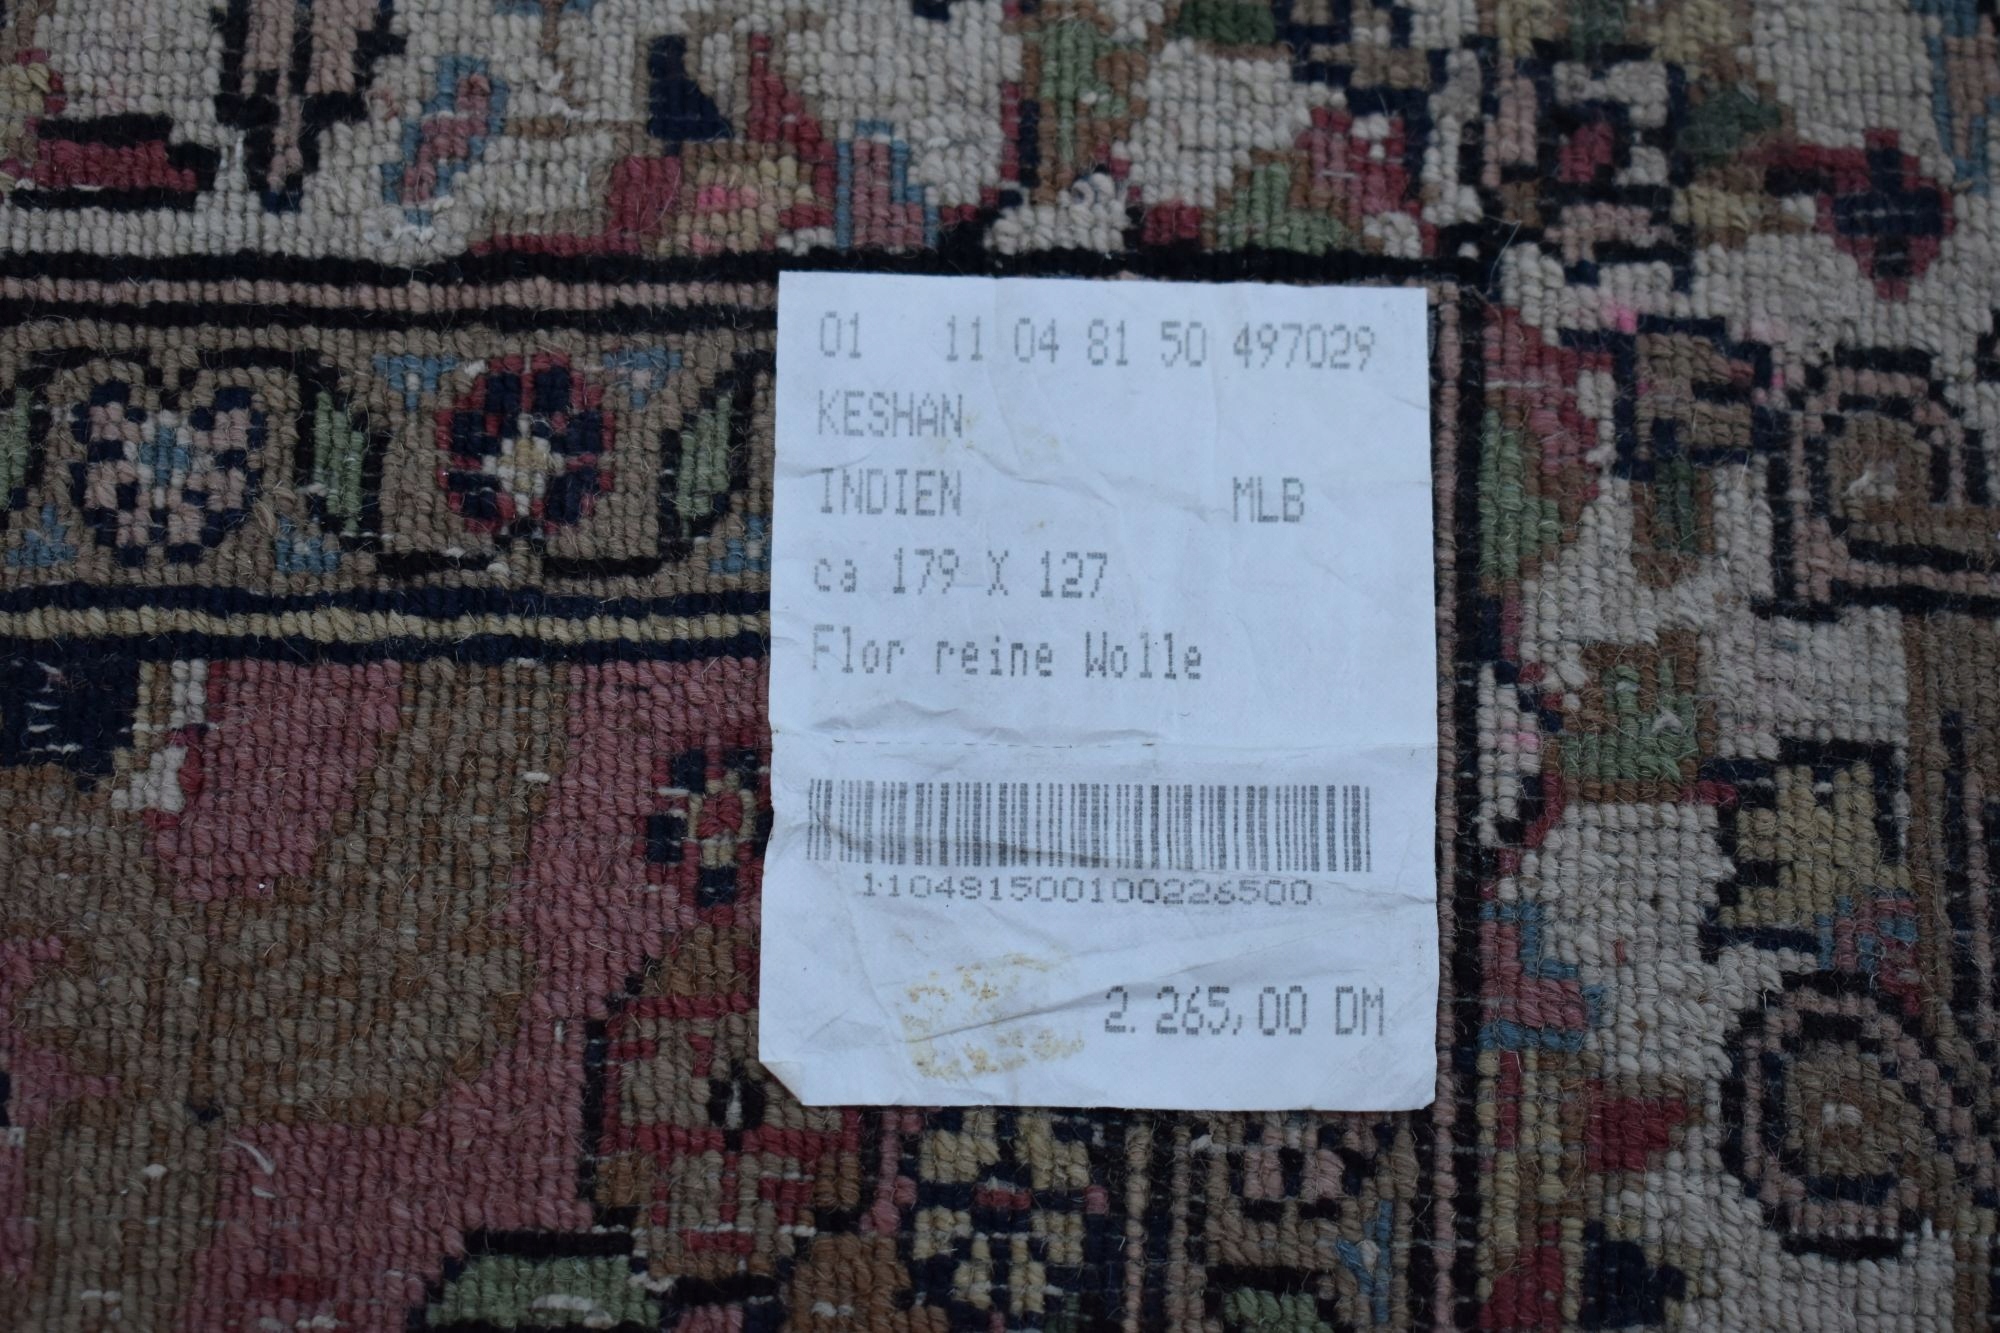 01 11 04 81 50 497029
KESHAN
INDIEN MLB
ca 179 X 127
Flor reine Wolle
110481500100226500
2.265,00 DM